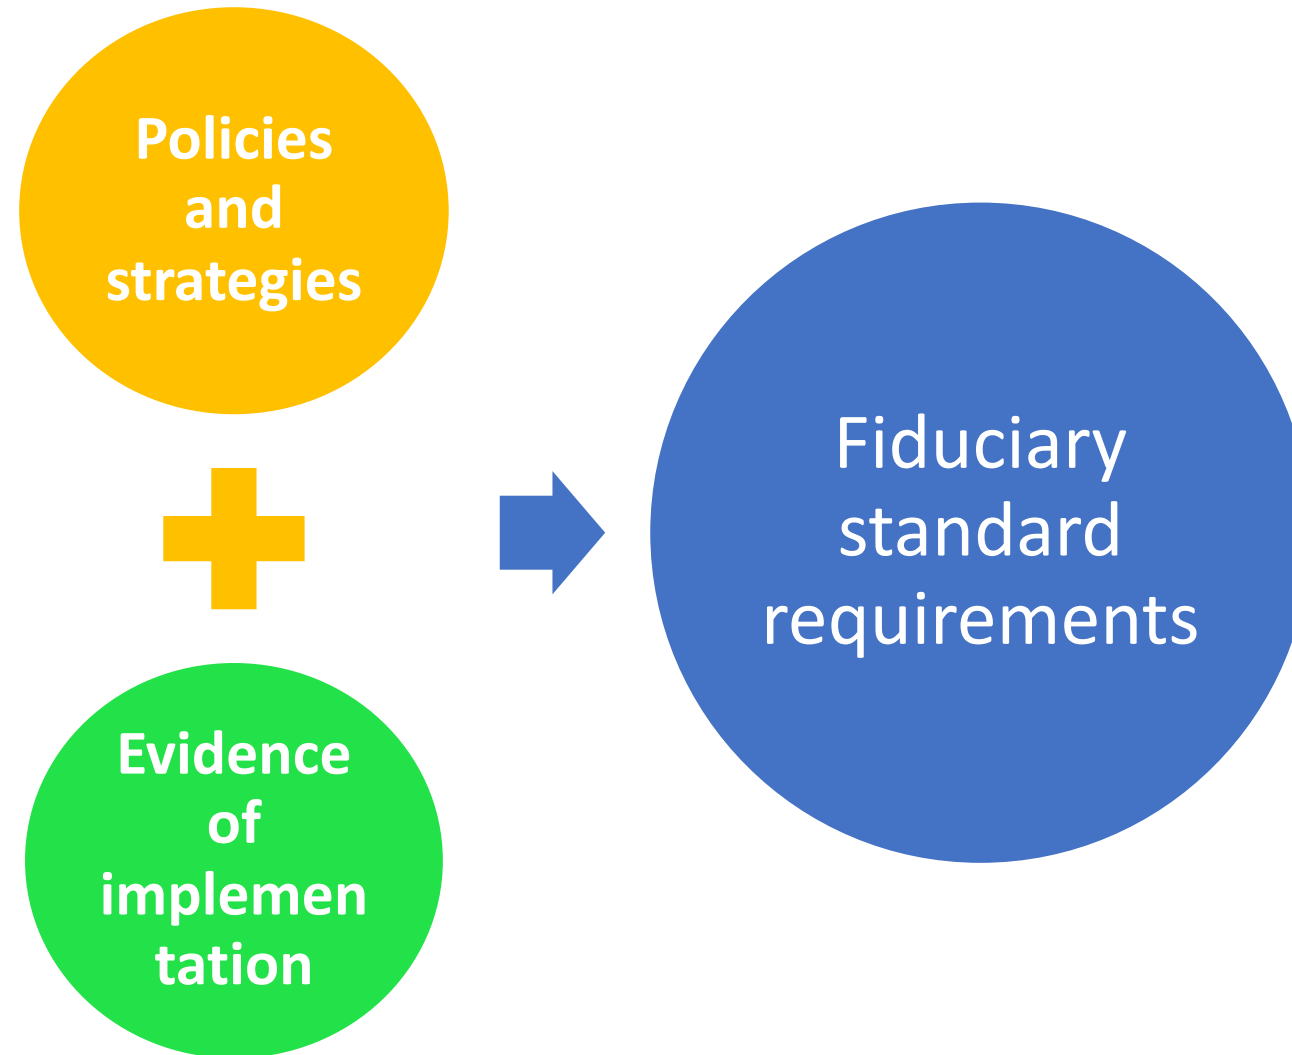 Policies
and
strategies
Evidence
of
implemen
tation
Fiduciary
standard
requirements